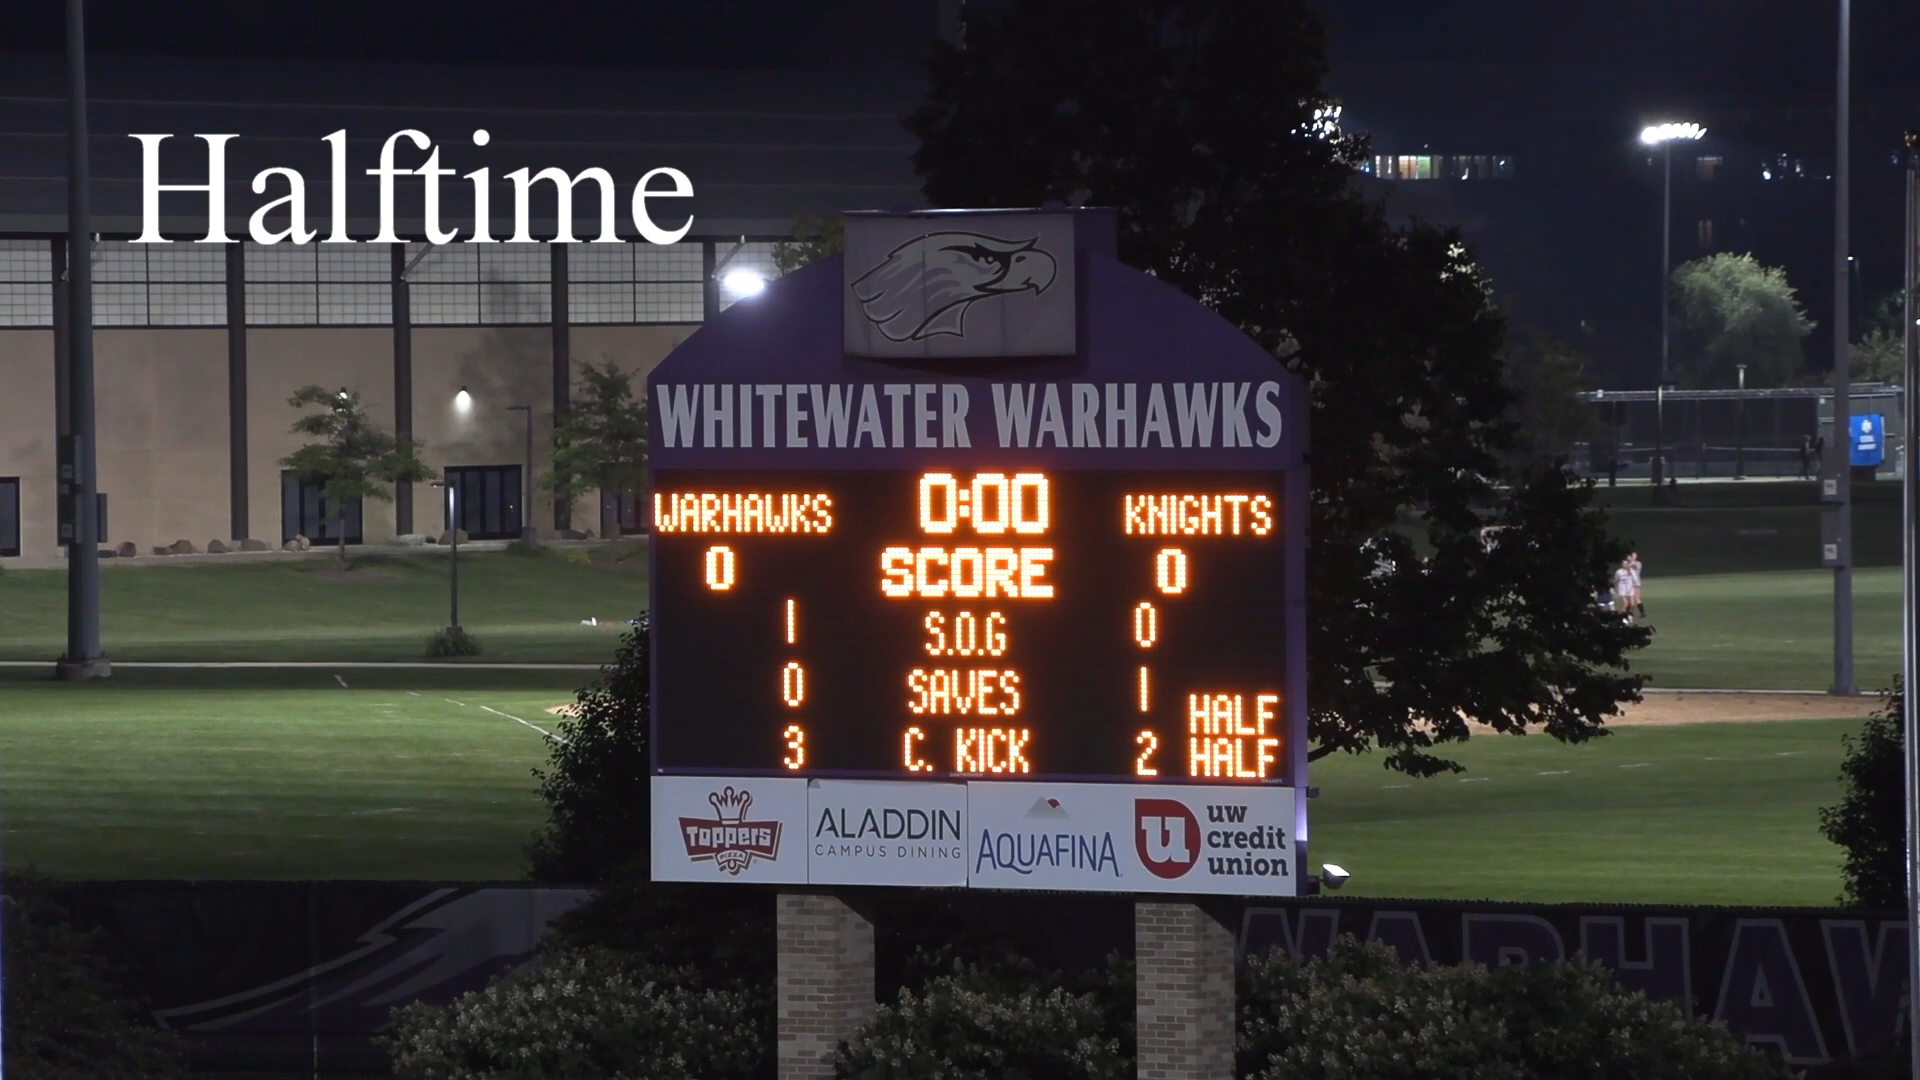 Halftime
WHITEWATER WARHAWKS
WARHAWKS 0:00 KNIGHTS
0 SCORE 0
1 S.O.G 0
0 SAVES 1
HALF
3 C. KICK 2 HALF
Toppers
PIZZA
ALADDIN
CAMPUS DINING
AQUAFINA
u
uw
credit
union
WARHAW